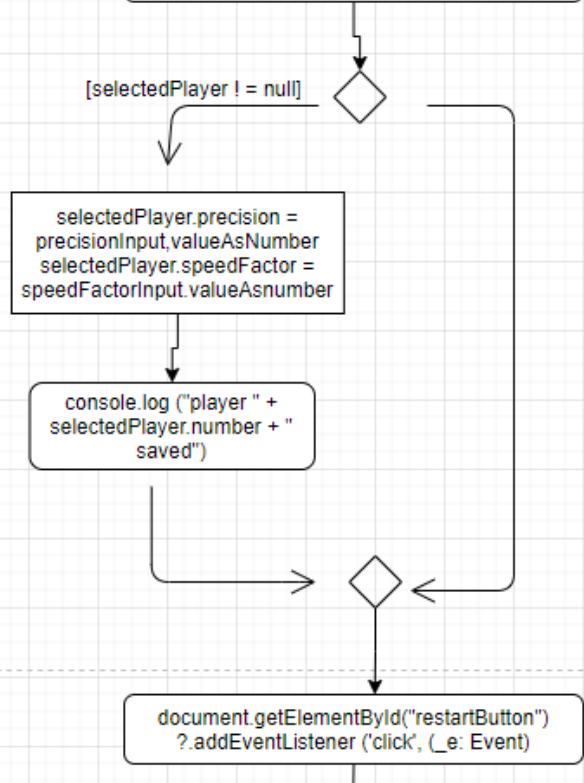 [selectedPlayer ! = null]
selectedPlayer.precision =
precisionInput,valueAsNumber
selectedPlayer.speedFactor =
speedFactorInput.valueAsnumber
console.log ("player " +
selectedPlayer.number + "
saved")
document.getElementById("restartButton")
?.addEventListener ('click', (_e: Event)